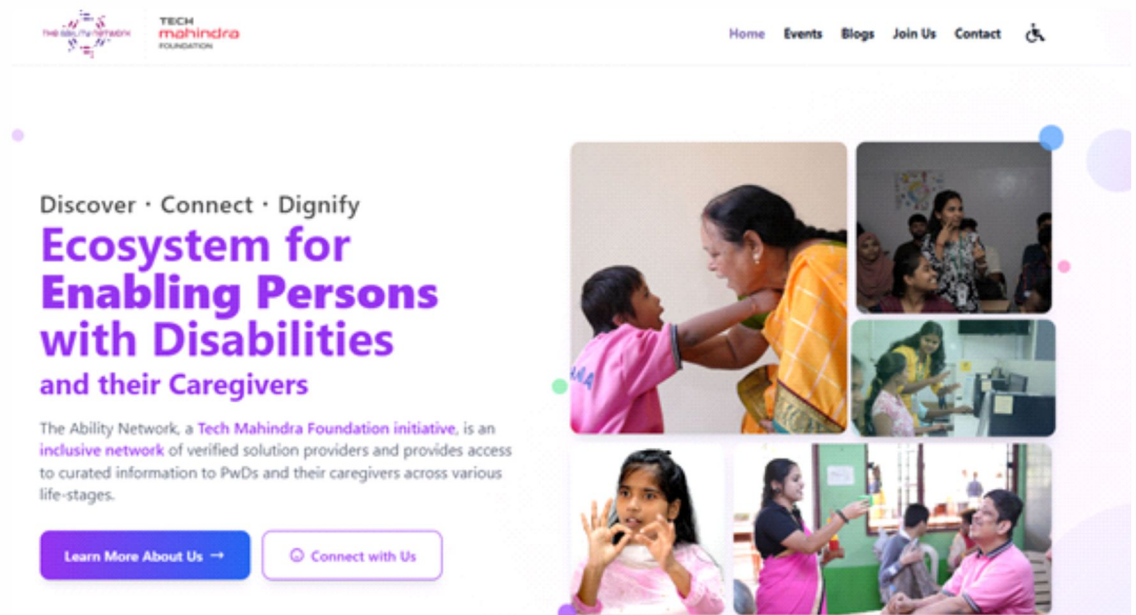 THE ABILITY NETWORK
TECH
mahindra
FOUNDATION
Home Events Blogs Join Us Contact
Discover · Connect · Dignify
Ecosystem for
Enabling Persons
with Disabilities
and their Caregivers
The Ability Network, a Tech Mahindra Foundation initiative, is an
inclusive network of verified solution providers and provides access
to curated information to PwDs and their caregivers across various
life-stages.
Learn More About Us →
Connect with Us